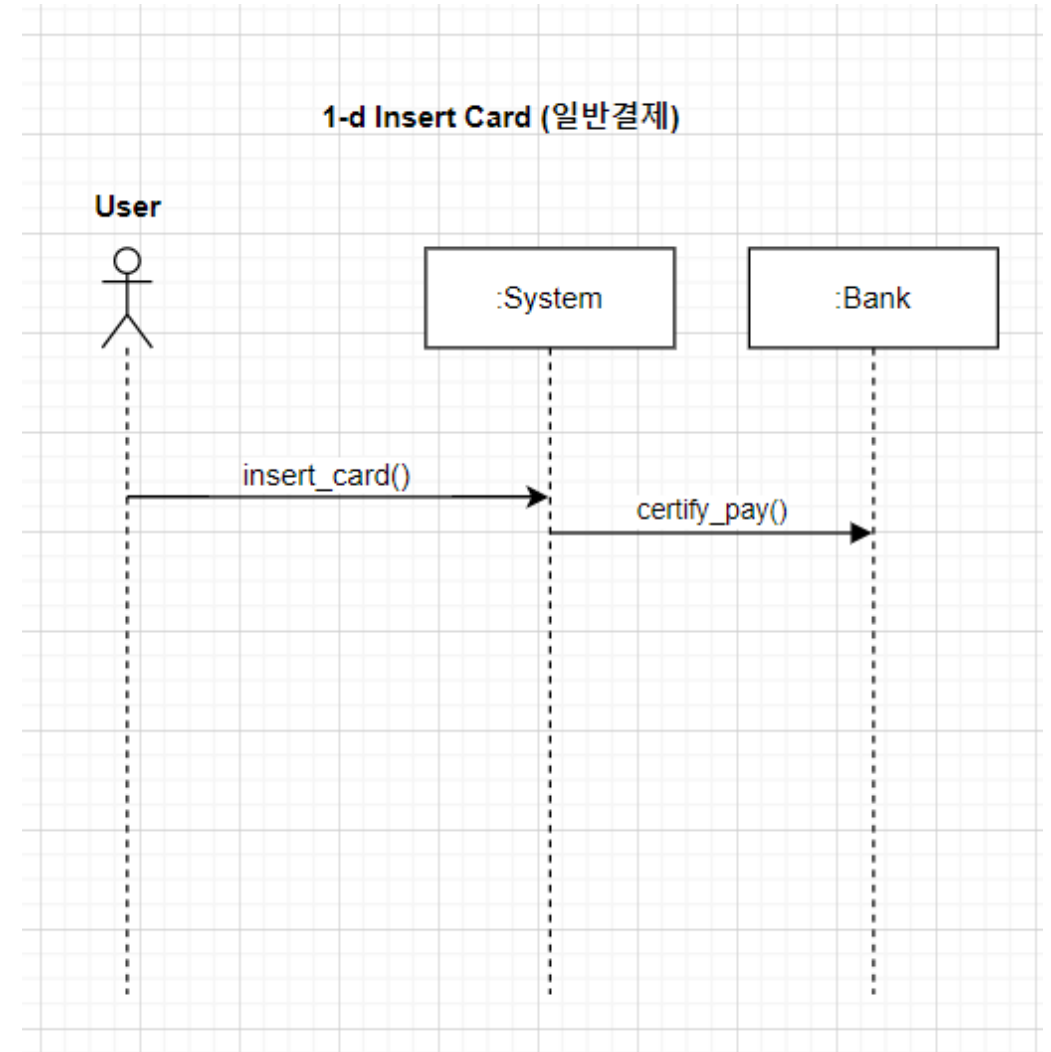 1-d Insert Card (일반결제)
User
:System
:Bank
insert_card()
certify_pay()